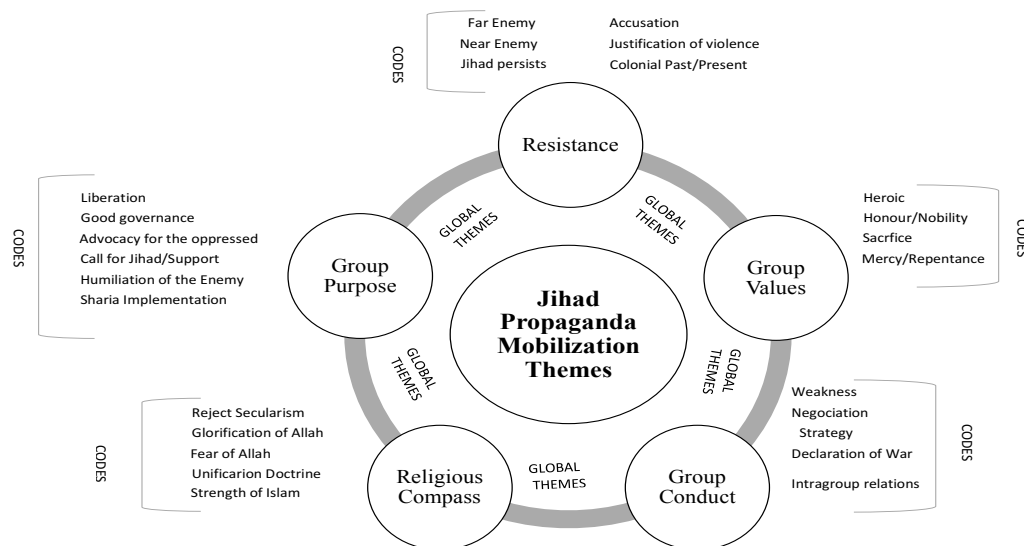 CODES
Far Enemy
Near Enemy
Jihad persists
Accusation
Justification of violence
Colonial Past/Present
Resistance
CODES
Liberation
Good governance
Advocacy for the oppressed
Call for Jihad/Support
Humiliation of the Enemy
Sharia Implementation
GLOBAL
THEMES
GLOBAL
THEMES
Heroic
Honour/Nobility
Sacrfice
Mercy/Repentance
CODES
Group
Purpose
Group
Values
Jihad
Propaganda
Mobilization
Themes
GLOBAL
THEMES
GLOBAL
THEMES
CODES
Reject Secularism
Glorification of Allah
Fear of Allah
Unificarion Doctrine
Strength of Islam
Religious
Compass
GLOBAL
THEMES
Group
Conduct
Weakness
Negociation
Strategy
Declaration of War
Intragroup relations
CODES